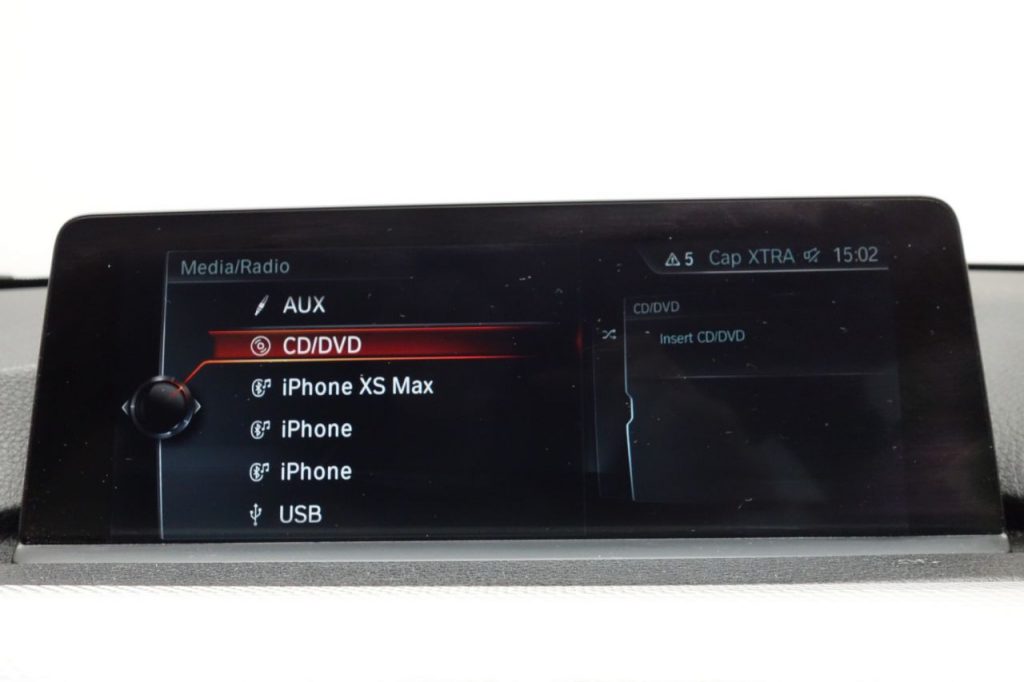 Media/Radio
5 Cap XTRA 15:02
AUX
CD/DVD
iPhone XS Max
iPhone
iPhone
USB
CD/DVD
Insert CD/DVD